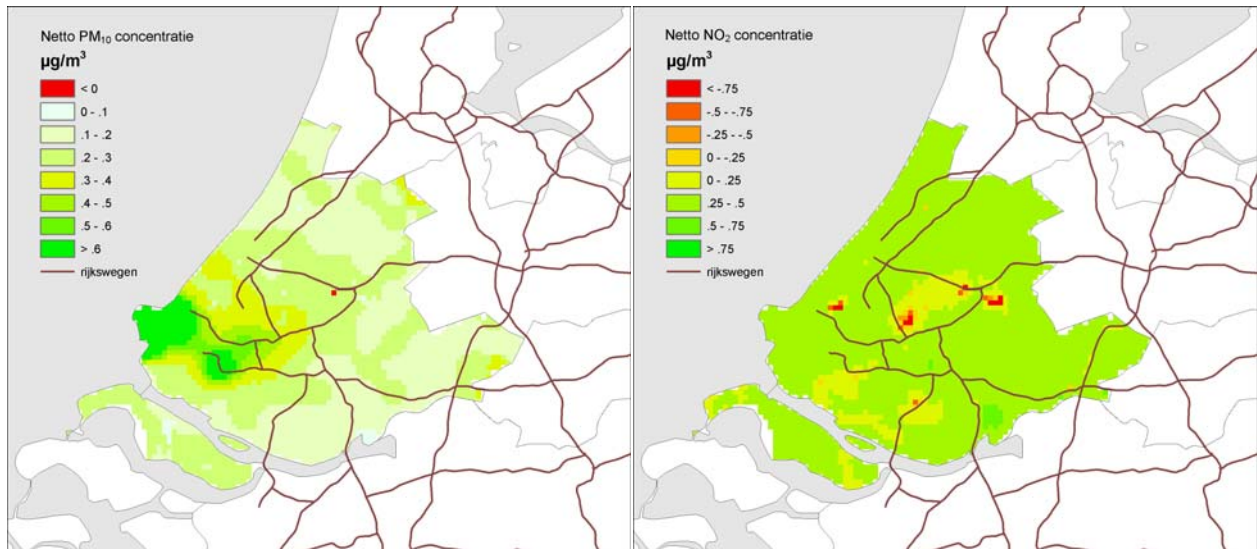 Netto PM₁₀ concentratie
µg/m³
< 0
0 - .1
.1 - .2
.2 - .3
.3 - .4
.4 - .5
.5 - .6
> .6
rijkswegen
Netto NO₂ concentratie
µg/m³
< -.75
-.5 - -.75
-.25 - -.5
0 - -.25
0 - .25
.25 - .5
.5 - .75
> .75
rijkswegen